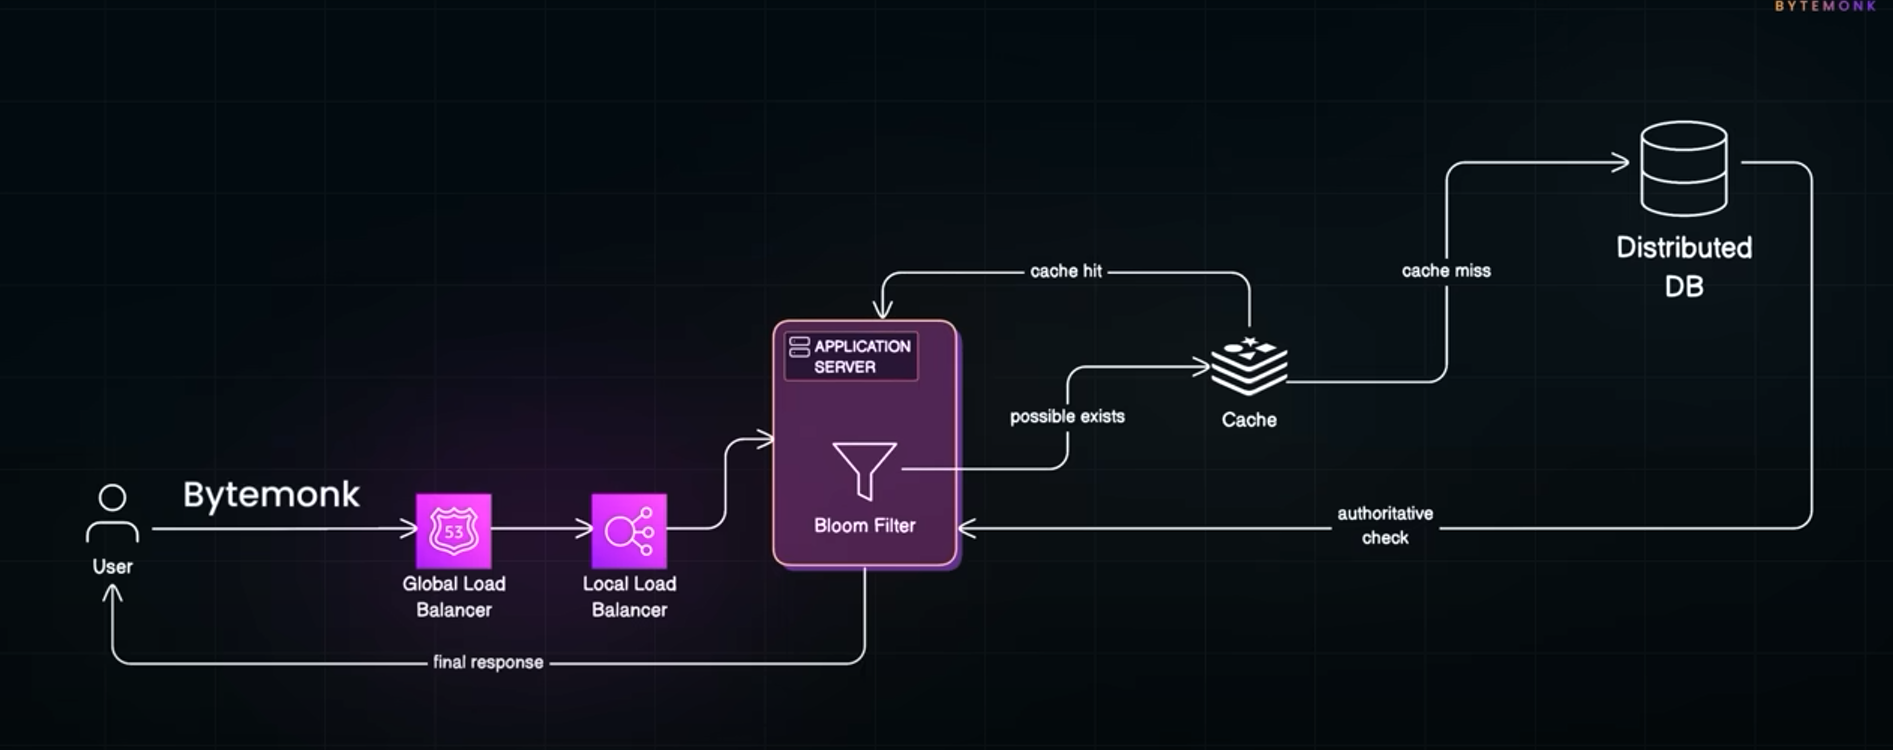 BYTEMONK
Distributed
DB
cache hit
cache miss
APPLICATION
SERVER
possible exists
Cache
Bytemonk
53
User
Global Load
Balancer
Local Load
Balancer
Bloom Filter
authoritative
check
final response